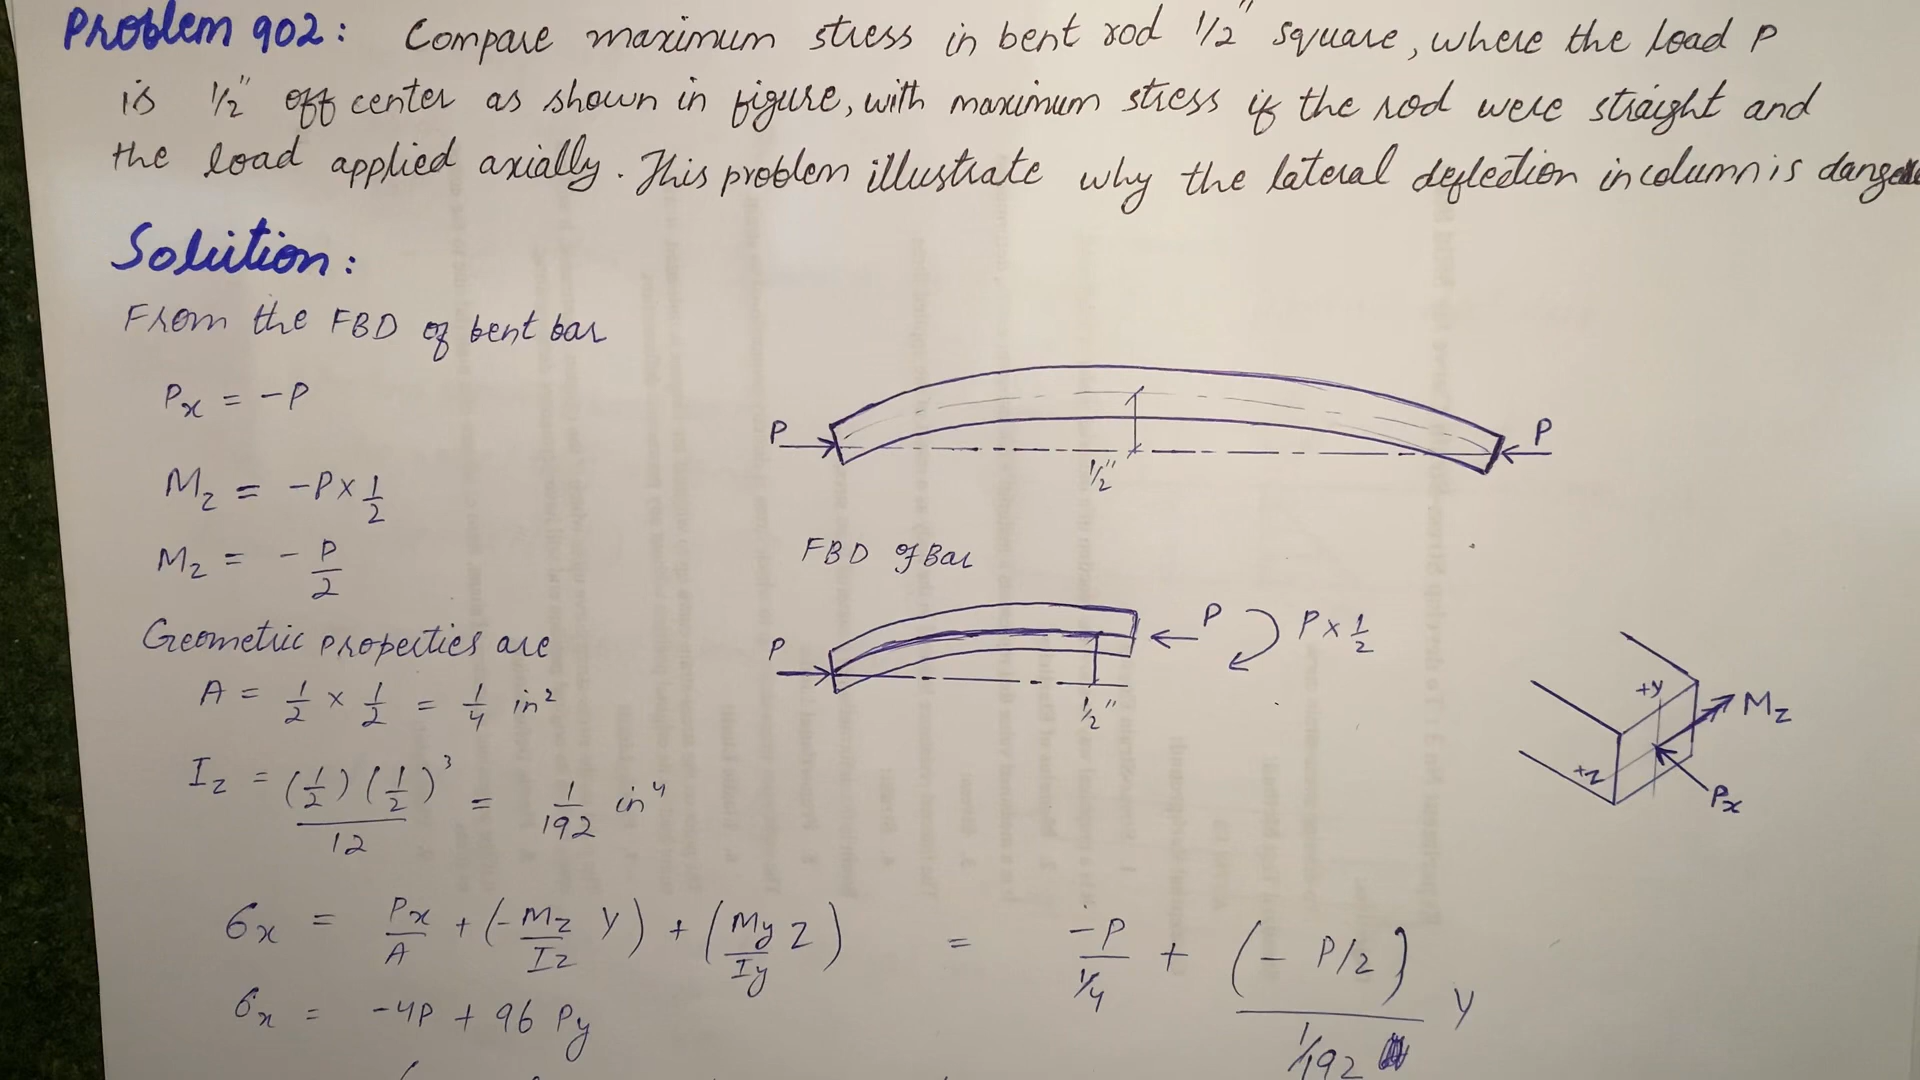 Problem 902: Compare maximum stress in bent rod 1/2" square, where the load P
is 1/2" off center as shown in figure, with maximum stress if the rod were straight and
the load applied axially. This problem illustrate why the lateral deflection in column is
Solution:
From the FBD of bent bar
Px = -P
Mz = -P × 1/2
Mz = - P/2
P
P
1/2"
FBD of Bar
P
P
P × 1/2
1/2"
Geometric properties are
A = 1/2 × 1/2 = 1/4 in²
Iz = (1/2)(1/2)³/12 = 1/192 in⁴
+y
Mz
+z
Px
σx = Px/A + (- Mz/Iz Y) + (My/Iy Z) = -P/1/4 + (- P/2)/1/192 Y
σx = -4P + 96 Py